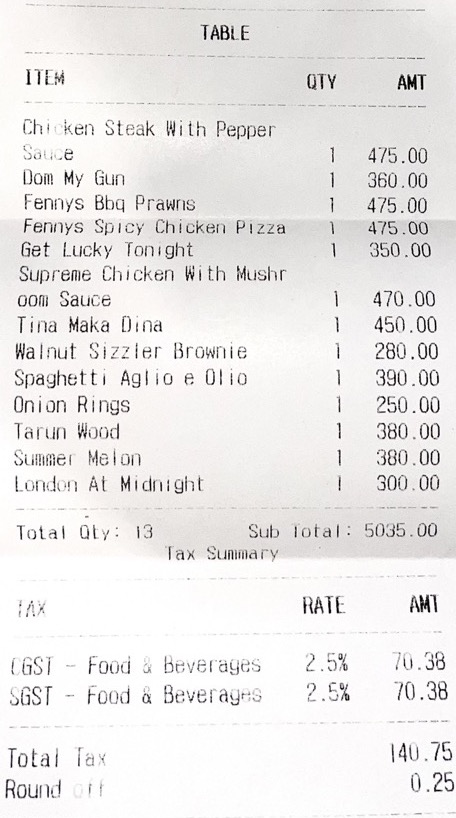 TABLE
ITEM QTY AMT
Chicken Steak With Pepper
Sauce 1 475.00
Dom My Gun 1 360.00
Fennys Bbq Prawns 1 475.00
Fennys Spicy Chicken Pizza 1 475.00
Get Lucky Tonight 1 350.00
Supreme Chicken With Mushr
oom Sauce 1 470.00
Tina Maka Dina 1 450.00
Walnut Sizzler Brownie 1 280.00
Spaghetti Aglio e Olio 1 390.00
Onion Rings 1 250.00
Tarun Wood 1 380.00
Summer Melon 1 380.00
London At Midnight 1 300.00
Total Qty: 13 Sub Total: 5035.00
Tax Summary
TAX RATE AMT
CGST - Food & Beverages 2.5% 70.38
SGST - Food & Beverages 2.5% 70.38
Total Tax 140.75
Round off 0.25